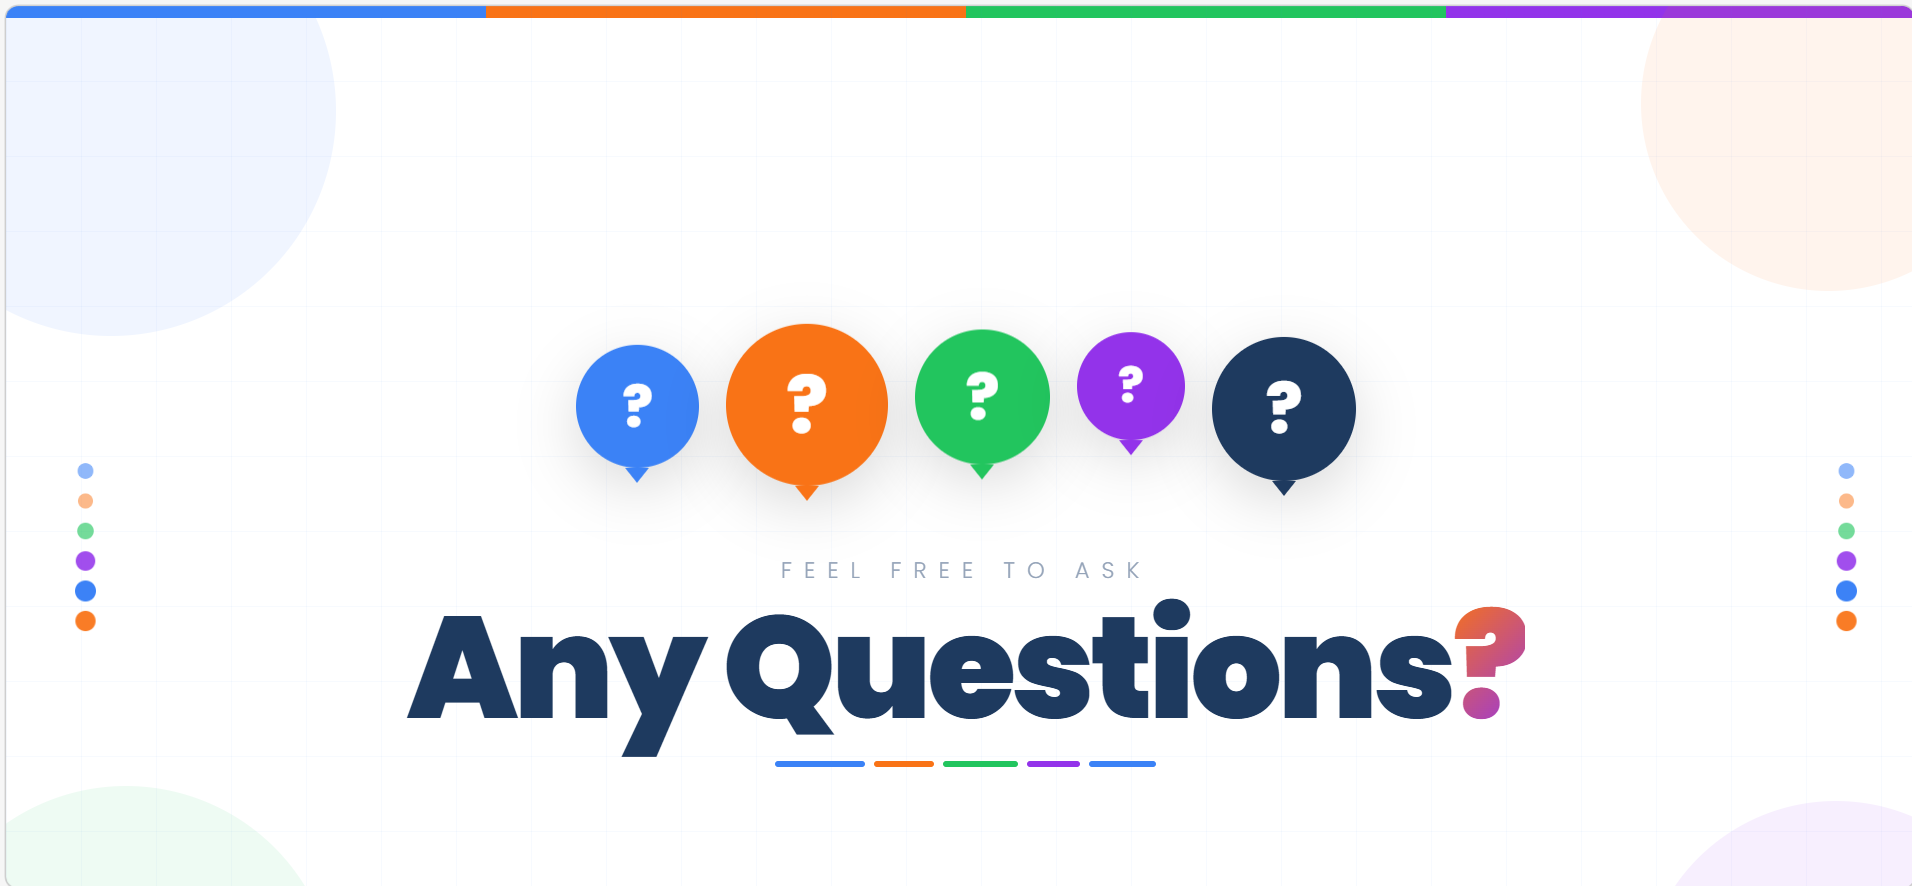 ? ? ? ? ?
FEEL FREE TO ASK
Any Questions?